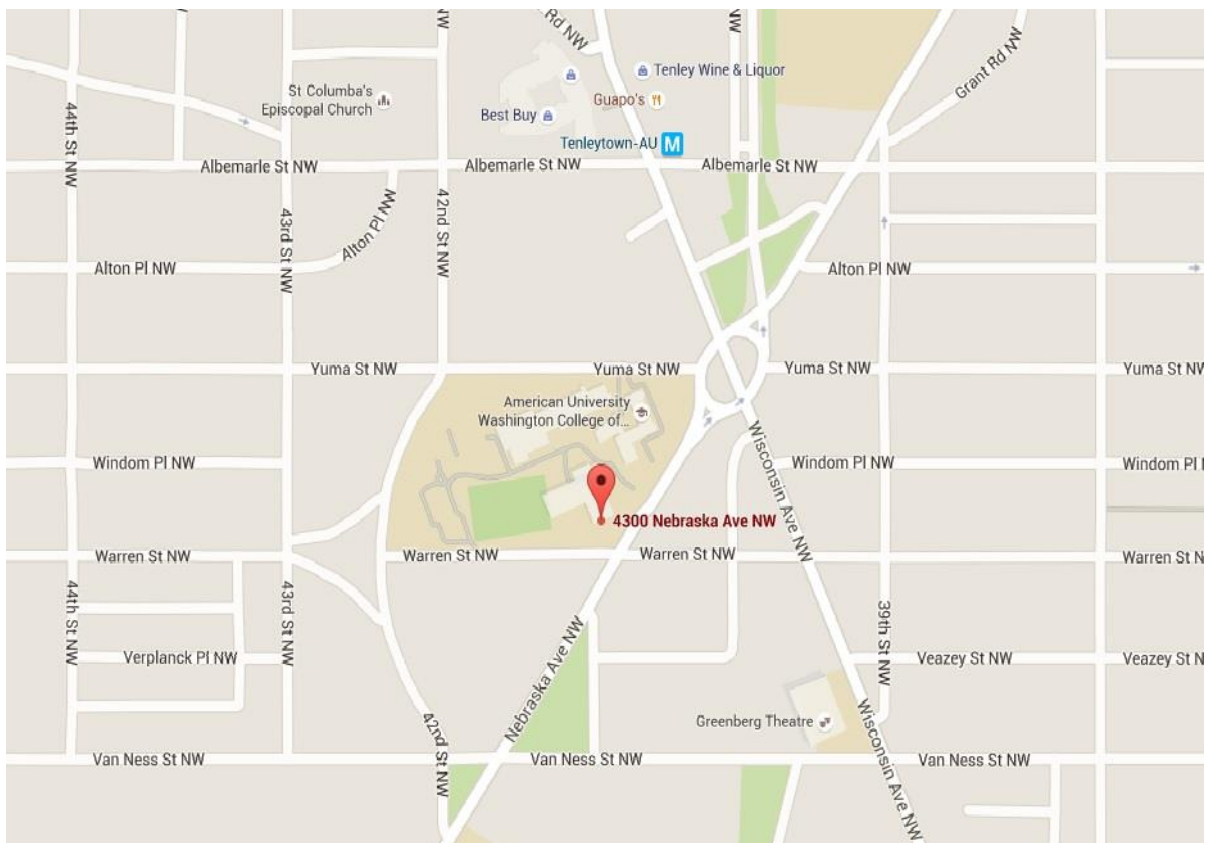 Rd NW
Grant Rd NW
Tenley Wine & Liquor
St Columba's
Episcopal Church
Guapo's
Best Buy
Tenleytown-AU
M
44th St NW
Albemarle St NW
Albemarle St NW
Albemarle St NW
43rd St NW
Alton Pl NW
42nd St NW
Alton Pl NW
Alton Pl NW
Yuma St NW
Yuma St NW
Yuma St NW
Yuma St NW
American University
Washington College of...
Wisconsin Ave NW
Windom Pl NW
Windom Pl NW
Windom Pl
4300 Nebraska Ave NW
Warren St NW
Warren St NW
Warren St NW
Warren St N
44th St NW
43rd St NW
39th St NW
Nebraska Ave NW
Verplanck Pl NW
Veazey St NW
Veazey St N
42nd St NW
Greenberg Theatre
Wisconsin Ave NW
Van Ness St NW
Van Ness St NW
Van Ness St NW